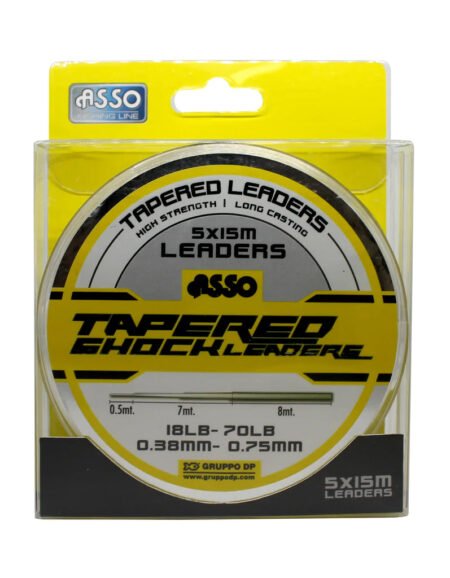 ASSO
FISHING LINE
TAPERED LEADERS
HIGH STRENGTH | LONG CASTING
5X15M
LEADERS
ASSO
TAPERED
SHOCK LEADERS
0.5mt. 7mt. 8mt.
18LB- 70LB
0.38mm- 0.75mm
GRUPPO DP
www.gruppodp.com
5X15M
LEADERS